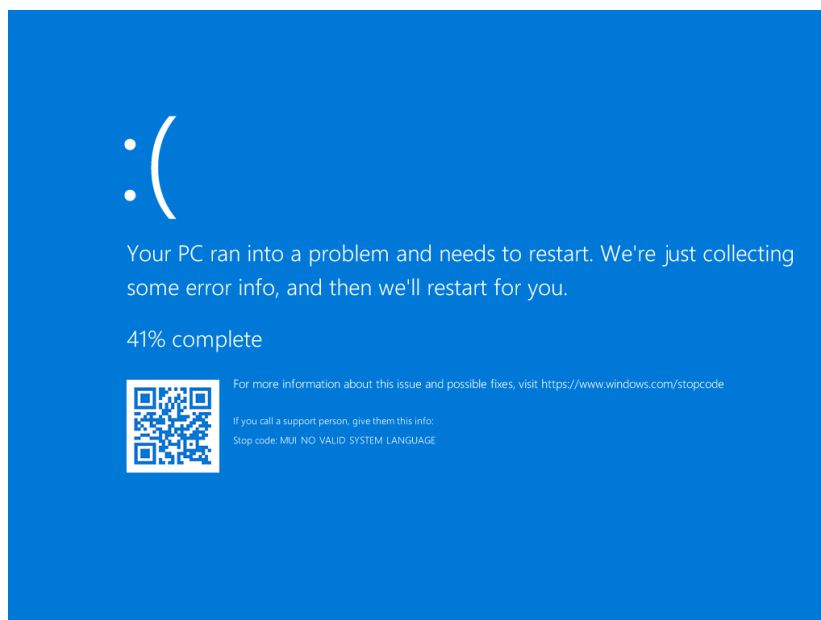 :(
Your PC ran into a problem and needs to restart. We're just collecting
some error info, and then we'll restart for you.
41% complete
For more information about this issue and possible fixes, visit https://www.windows.com/stopcode
If you call a support person, give them this info:
Stop code: MUI NO VALID SYSTEM LANGUAGE